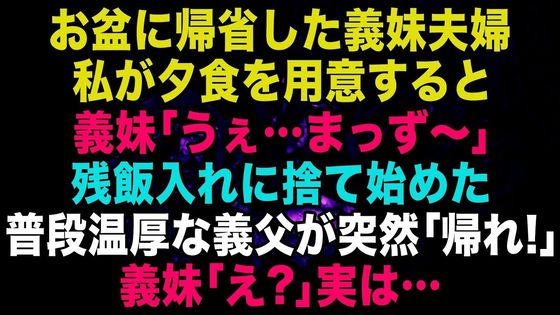 お盆に帰省した義妹夫婦
私が夕食を用意すると
義妹「うぇ…まっず～」
残飯入れに捨て始めた
普段温厚な義父が突然「帰れ!」
義妹「え?」実は…